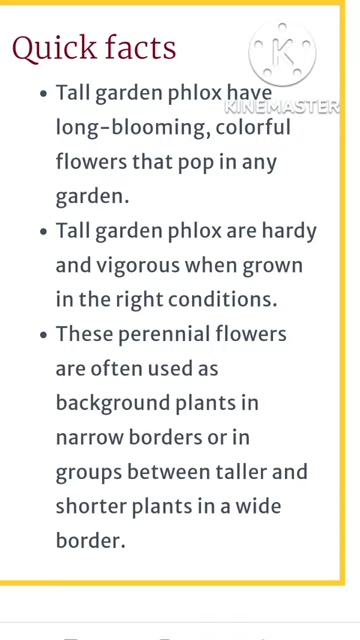 Quick facts
• Tall garden phlox have
long-blooming, colorful
flowers that pop in any
garden.
• Tall garden phlox are hardy
and vigorous when grown
in the right conditions.
• These perennial flowers
are often used as
background plants in
narrow borders or in
groups between taller and
shorter plants in a wide
border.
K
KINEMASTER